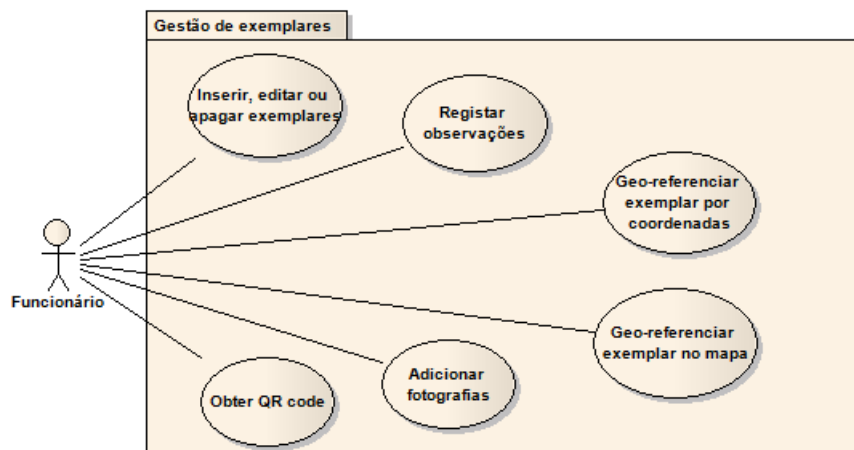 Gestão de exemplares
Inserir, editar ou
apagar exemplares
Registar
observações
Geo-referenciar
exemplar por
coordenadas
Funcionário
Geo-referenciar
exemplar no mapa
Adicionar
fotografias
Obter QR code